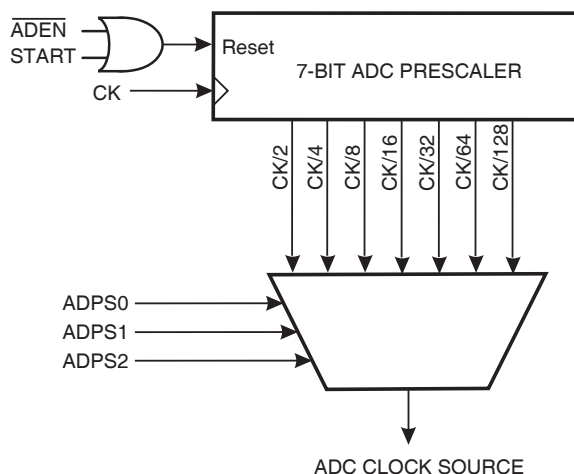 ADEN
START
Reset
7-BIT ADC PRESCALER
CK
CK/2
CK/4
CK/8
CK/16
CK/32
CK/64
CK/128
ADPS0
ADPS1
ADPS2
ADC CLOCK SOURCE